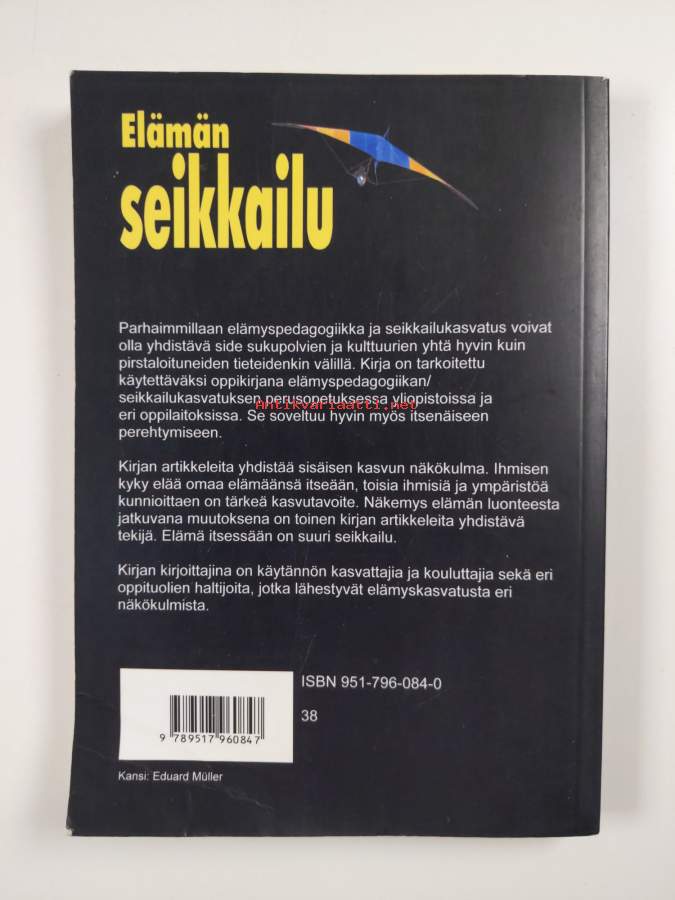 Elämän
seikkailu
Parhaimmillaan elämyspedagogiikka ja seikkailukasvatus voivat
olla yhdistävä side sukupolvien ja kulttuurien yhtä hyvin kuin
pirstaloituneiden tieteidenkin välillä. Kirja on tarkoitettu
käytettäväksi oppikirjana elämyspedagogiikan/
seikkailukasvatuksen perusopetuksessa yliopistoissa ja
Antikvariaatti.net
eri oppilaitoksissa. Se soveltuu hyvin myös itsenäiseen
perehtymiseen.
Kirjan artikkeleita yhdistää sisäisen kasvun näkökulma. Ihmisen
kyky elää omaa elämäänsä itseään, toisia ihmisiä ja ympäristöä
kunnioittaen on tärkeä kasvutavoite. Näkemys elämän luonteesta
jatkuvana muutoksena on toinen kirjan artikkeleita yhdistävä
tekijä. Elämä itsessään on suuri seikkailu.
Kirjan kirjoittajina on käytännön kasvattajia ja kouluttajia sekä eri
oppituolien haltijoita, jotka lähestyvät elämyskasvatusta eri
näkökulmista.
ISBN 951-796-084-0
38
9 789517 960847
Kansi: Eduard Müller